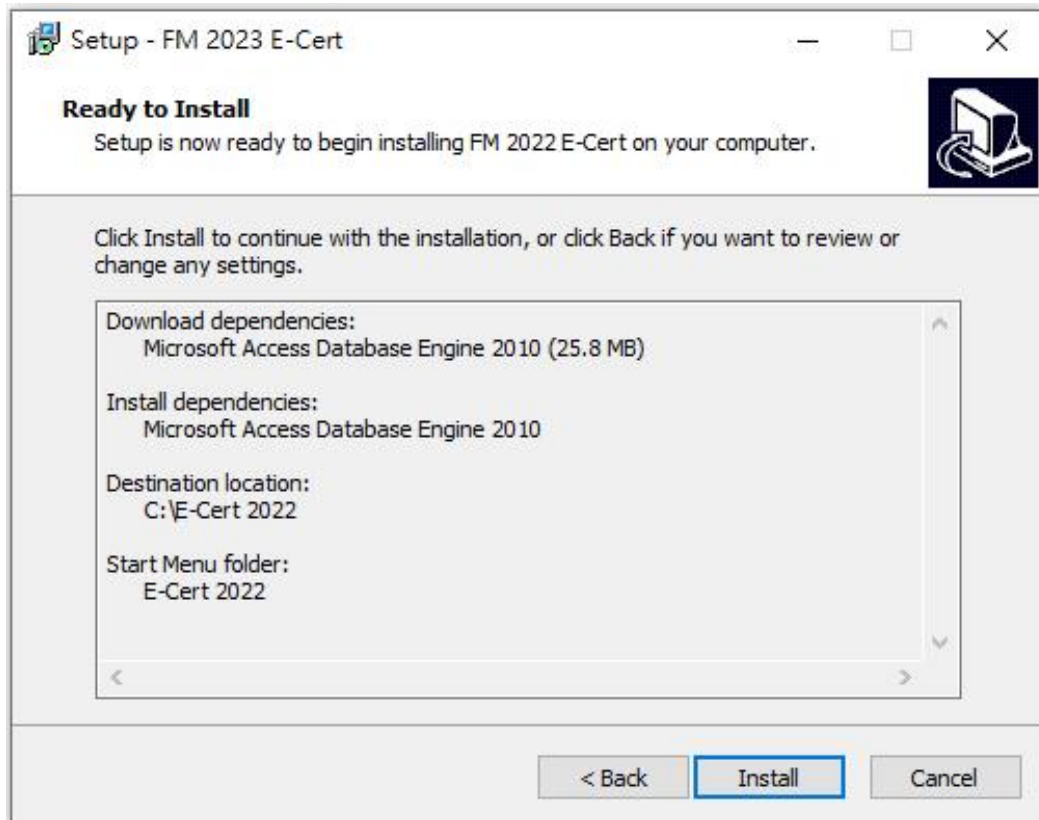 Setup - FM 2023 E-Cert
Ready to Install
Setup is now ready to begin installing FM 2022 E-Cert on your computer.
Click Install to continue with the installation, or click Back if you want to review or
change any settings.
Download dependencies:
Microsoft Access Database Engine 2010 (25.8 MB)
Install dependencies:
Microsoft Access Database Engine 2010
Destination location:
C:\E-Cert 2022
Start Menu folder:
E-Cert 2022
< Back
Install
Cancel